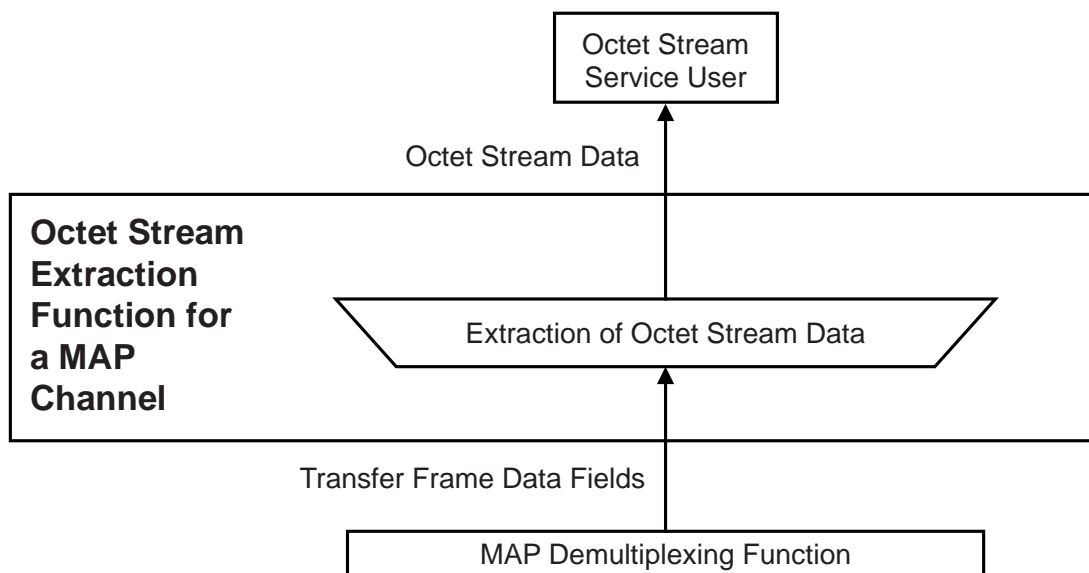 Octet Stream
Service User
Octet Stream Data
Octet Stream
Extraction
Function for
a MAP
Channel
Extraction of Octet Stream Data
Transfer Frame Data Fields
MAP Demultiplexing Function